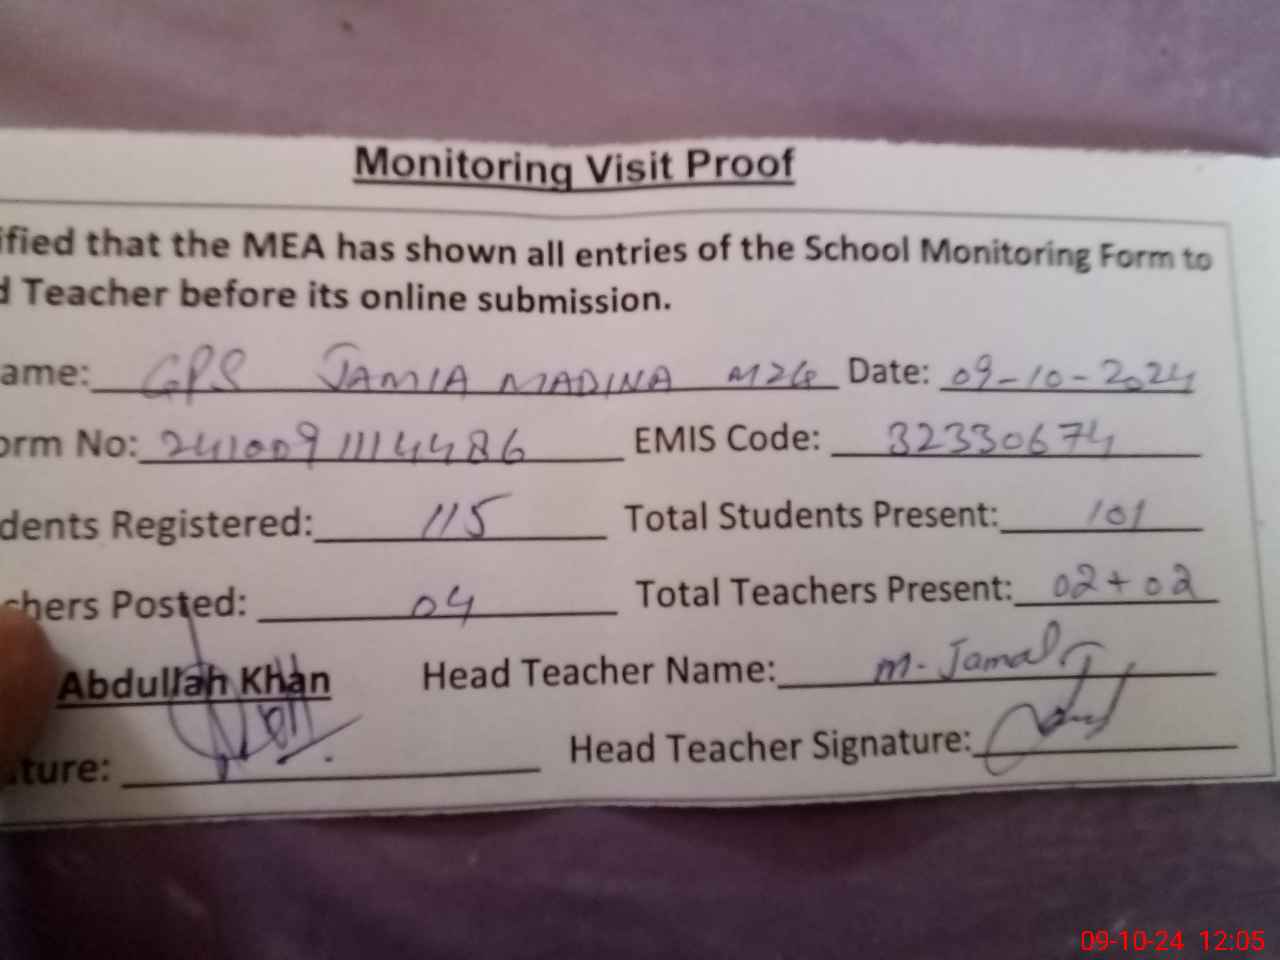 Monitoring Visit Proof
ified that the MEA has shown all entries of the School Monitoring Form to
d Teacher before its online submission.
ame: GPS JAMIA MADINA MZG Date: 09-10-2024
orm No: 2410091114486 EMIS Code: 32330674
dents Registered: 115 Total Students Present: 101
chers Posted: 04 Total Teachers Present: 02+02
Abdullah Khan Head Teacher Name: M. Jamal
ture: Head Teacher Signature:
09-10-24 12:05